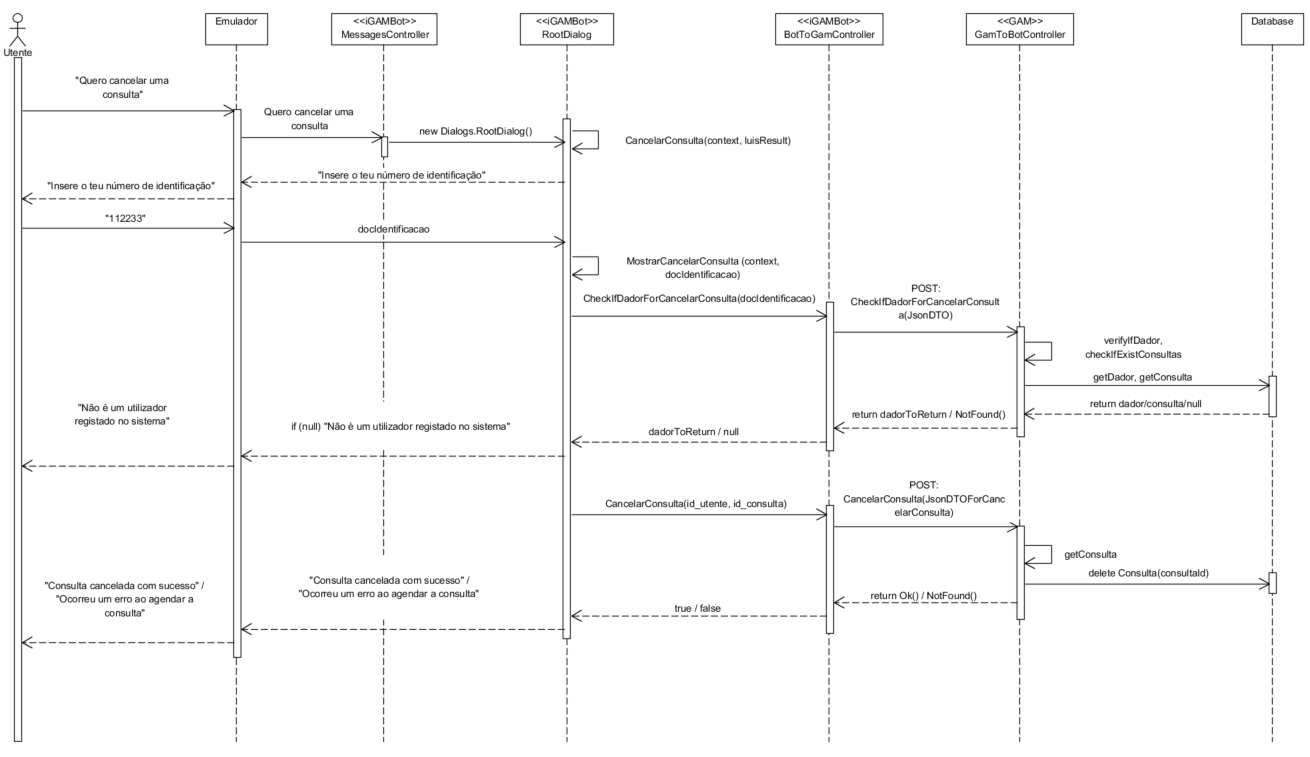 Utente
Emulador
<<iGAMBot>>
MessagesController
<<iGAMBot>>
RootDialog
<<iGAMBot>>
BotToGamController
<<GAM>>
GamToBotController
Database
"Quero cancelar uma
consulta"
Quero cancelar uma
consulta
new Dialogs.RootDialog()
CancelarConsulta(context, luisResult)
"Insere o teu número de identificação"
"Insere o teu número de identificação"
"112233"
docIdentificacao
MostrarCancelarConsulta (context,
docIdentificacao)
CheckIfDadorForCancelarConsulta(docIdentificacao)
POST:
CheckIfDadorForCancelarConsult
a(JsonDTO)
verifyIfDador,
checkIfExistConsultas
getDador, getConsulta
return dador/consulta/null
return dadorToReturn / NotFound()
dadorToReturn / null
if (null) "Não é um utilizador registado no sistema"
"Não é um utilizador
registado no sistema"
CancelarConsulta(id_utente, id_consulta)
POST:
CancelarConsulta(JsonDTOForCanc
elarConsulta)
getConsulta
delete Consulta(consultaId)
return Ok() / NotFound()
true / false
"Consulta cancelada com sucesso" /
"Ocorreu um erro ao agendar a consulta"
"Consulta cancelada com sucesso" /
"Ocorreu um erro ao agendar a
consulta"